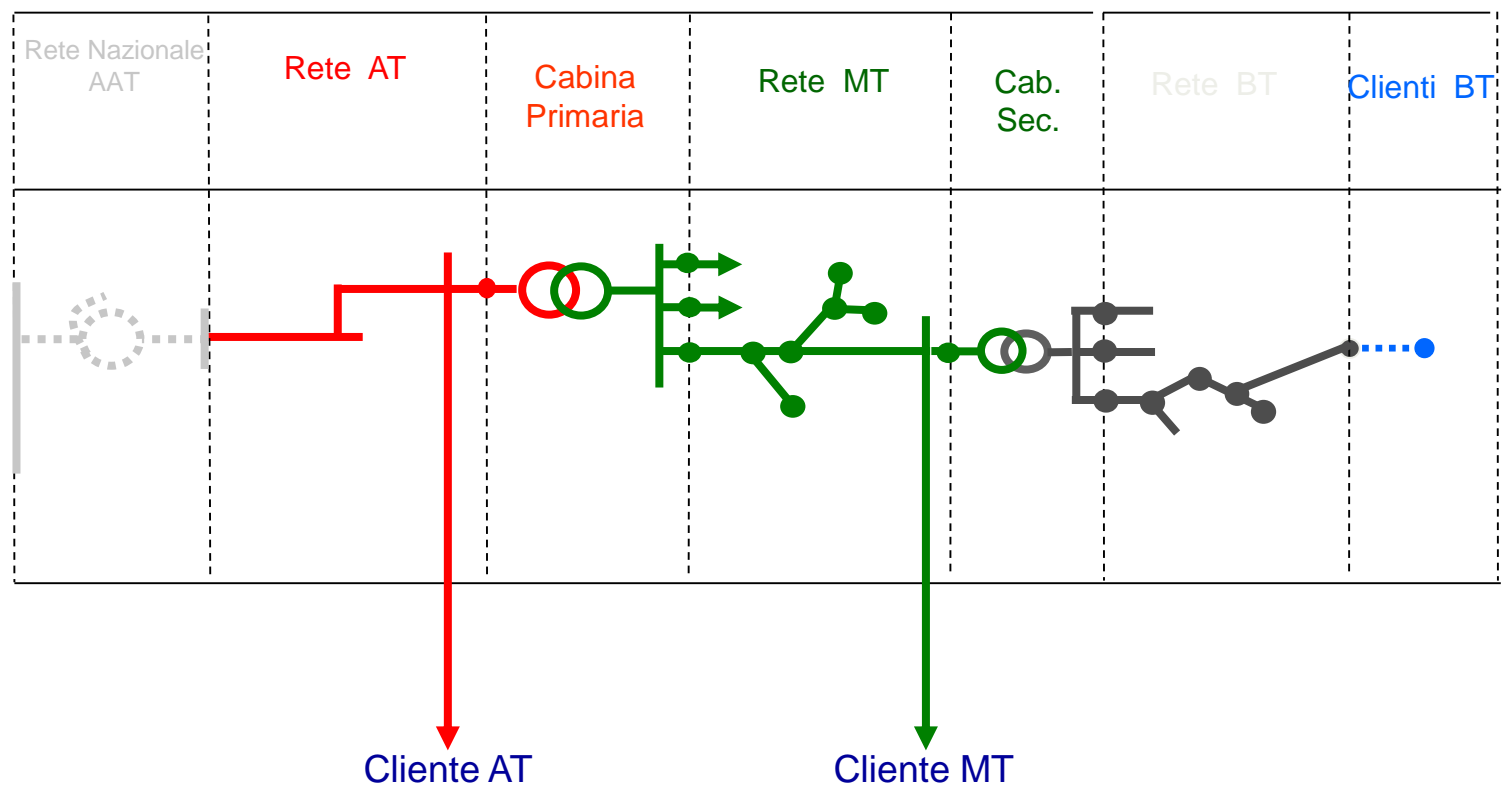 Rete Nazionale
AAT
Rete AT
Cabina
Primaria
Rete MT
Cab.
Sec.
Rete BT
Clienti BT
Cliente AT
Cliente MT